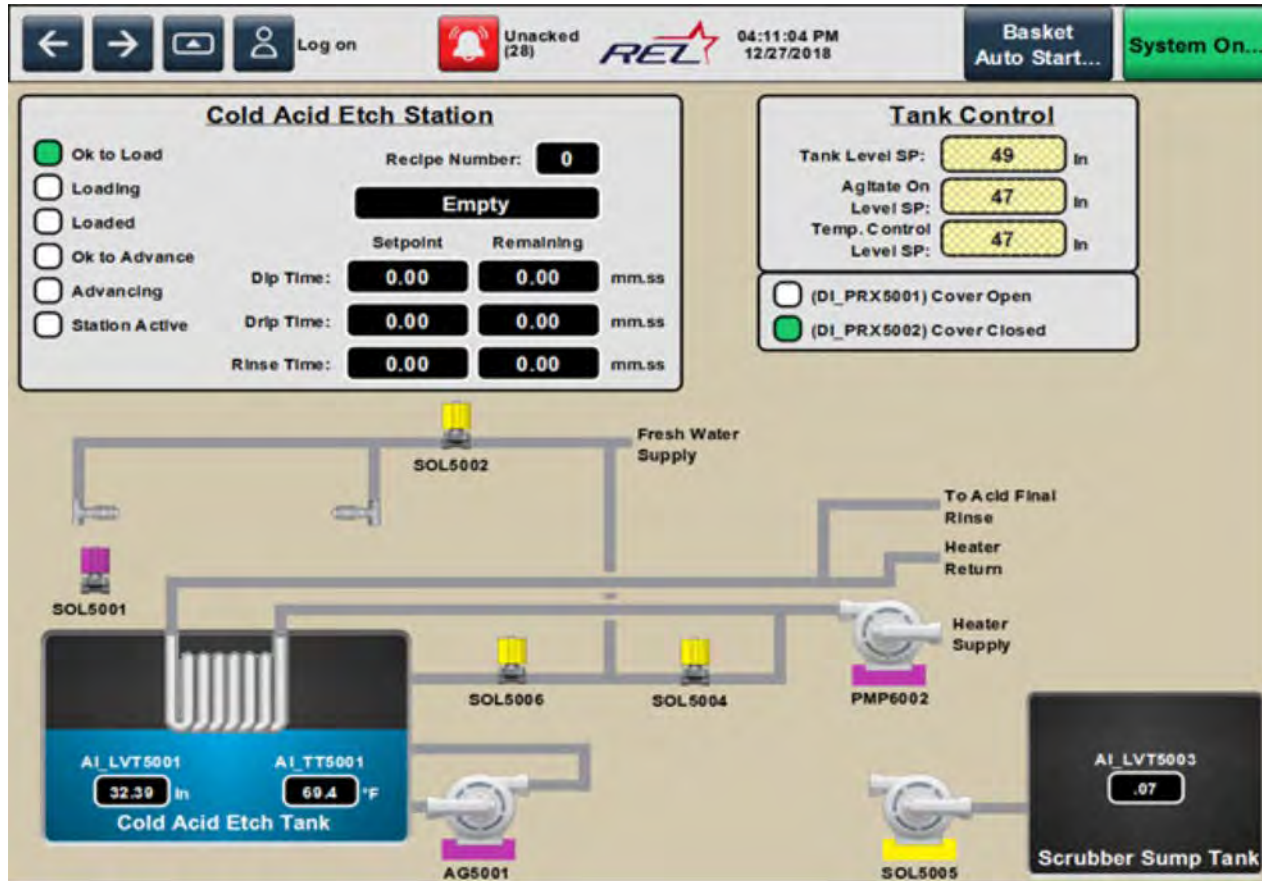 Log on
Unacked
(28)
REL
04:11:04 PM
12/27/2018
Basket
Auto Start...
System On...
Cold Acid Etch Station
Ok to Load
Loading
Loaded
Ok to Advance
Advancing
Station Active
Recipe Number: 0
Empty
Setpoint Remaining
Dip Time: 0.00 0.00 mm.ss
Drip Time: 0.00 0.00 mm.ss
Rinse Time: 0.00 0.00 mm.ss
Tank Control
Tank Level SP: 49 In
Agitate On
Level SP: 47 In
Temp. Control
Level SP: 47 In
(DI_PRX5001) Cover Open
(DI_PRX5002) Cover Closed
SOL5002
Fresh Water
Supply
To Acid Final
Rinse
Heater
Return
SOL5001
Heater
Supply
SOL5006
SOL5004
PMP6002
AI_LVT5001
32.39 In
AI_TT5001
69.4 °F
Cold Acid Etch Tank
AG5001
SOL5005
AI_LVT5003
.07
Scrubber Sump Tank